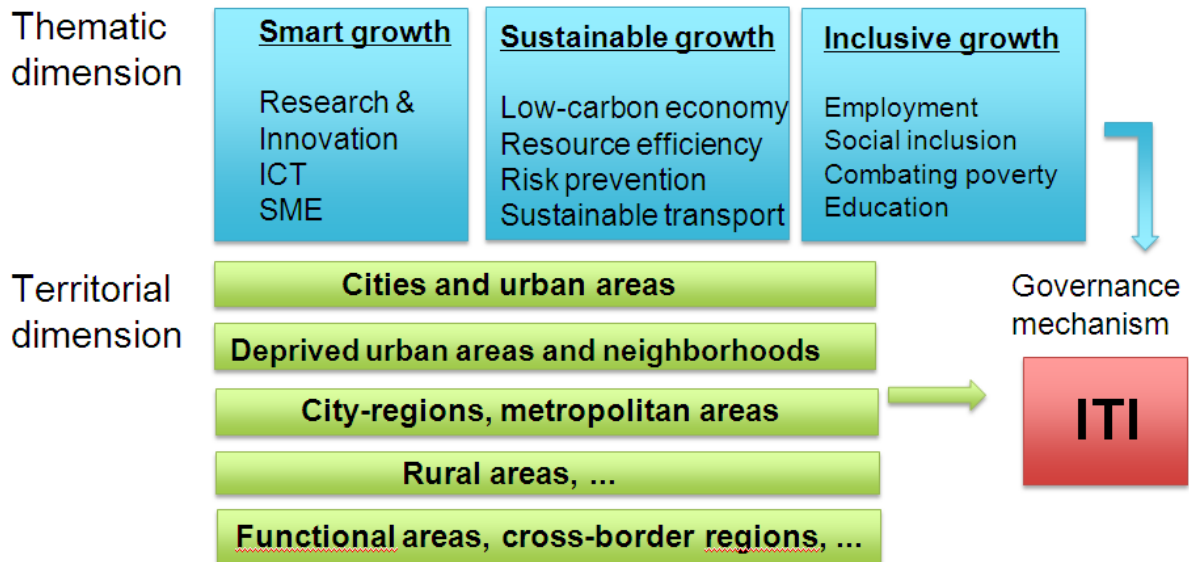 Thematic
dimension
Smart growth
Research &
Innovation
ICT
SME
Sustainable growth
Low-carbon economy
Resource efficiency
Risk prevention
Sustainable transport
Inclusive growth
Employment
Social inclusion
Combating poverty
Education
Territorial
dimension
Cities and urban areas
Deprived urban areas and neighborhoods
City-regions, metropolitan areas
Rural areas, ...
Functional areas, cross-border regions, ...
Governance
mechanism
ITI